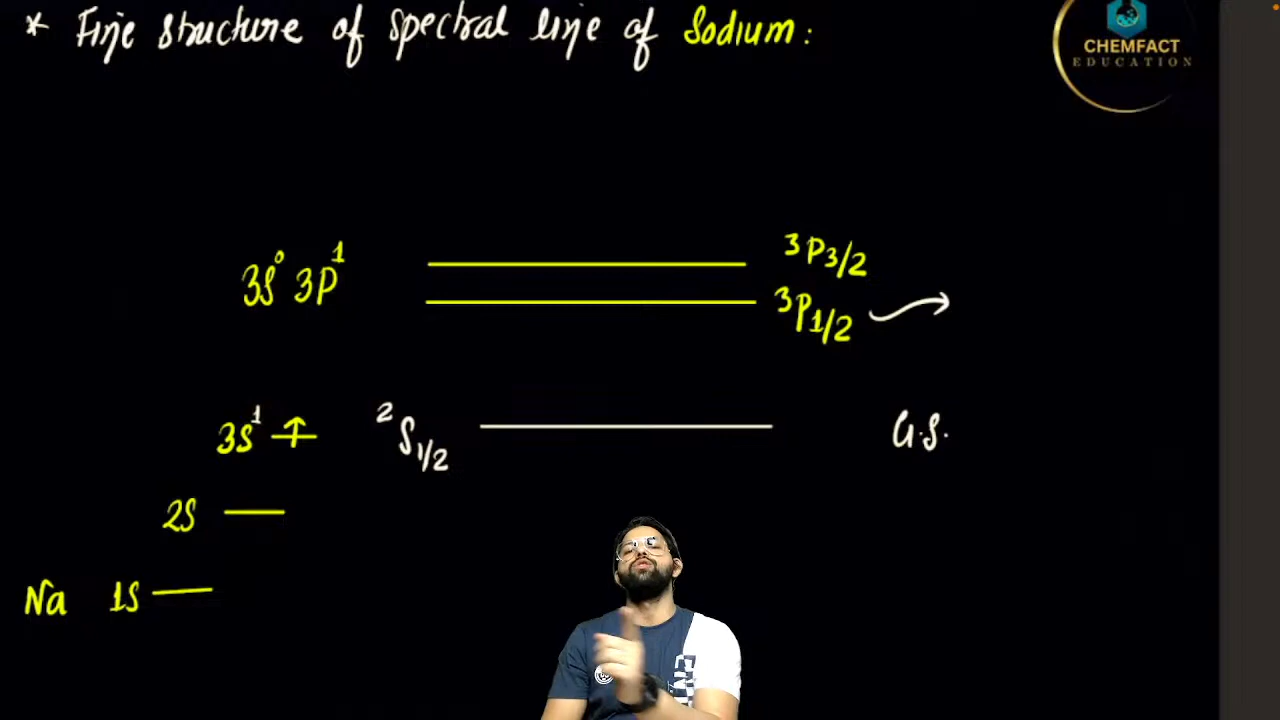 * Fine structure of spectral line of Sodium :
CHEMFACT
EDUCATION
3s⁰ 3p¹
³P3/2
³P1/2
3s¹
²S1/2
G.S.
2s
Na 1s